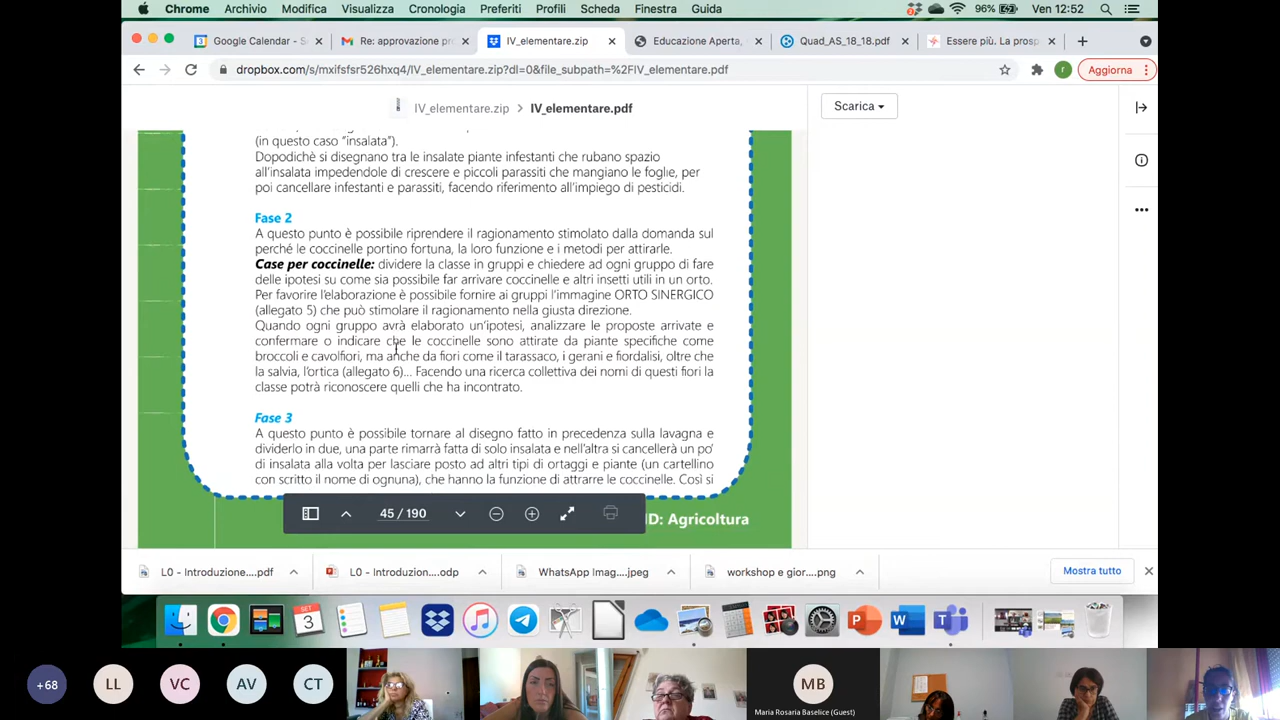 Chrome Archivio Modifica Visualizza Cronologia Preferiti Profili Scheda Finestra Guida 96% Ven 12:52
Google Calendar - S
Re: approvazione pr
IV_elementare.zip
Educazione Aperta,
Quad_AS_18_18.pdf
Essere più. La prosp
dropbox.com/s/mxifsfsr526hxq4/IV_elementare.zip?dl=0&file_subpath=%2FIV_elementare.pdf
r
Aggiorna
IV_elementare.zip > IV_elementare.pdf
Scarica
(in questo caso “insalata”).
Dopodichè si disegnano tra le insalate piante infestanti che rubano spazio
all’insalata impedendole di crescere e piccoli parassiti che mangiano le foglie, per
poi cancellare infestanti e parassiti, facendo riferimento all’impiego di pesticidi.
Fase 2
A questo punto è possibile riprendere il ragionamento stimolato dalla domanda sul
perché le coccinelle portino fortuna, la loro funzione e i metodi per attirarle.
Case per coccinelle: dividere la classe in gruppi e chiedere ad ogni gruppo di fare
delle ipotesi su come sia possibile far arrivare coccinelle e altri insetti utili in un orto.
Per favorire l’elaborazione è possibile fornire ai gruppi l’immagine ORTO SINERGICO
(allegato 5) che può stimolare il ragionamento nella giusta direzione.
Quando ogni gruppo avrà elaborato un’ipotesi, analizzare le proposte arrivate e
confermare o indicare che le coccinelle sono attirate da piante specifiche come
broccoli e cavolfiori, ma anche da fiori come il tarassaco, i gerani e fiordalisi, oltre che
la salvia, l’ortica (allegato 6)... Facendo una ricerca collettiva dei nomi di questi fiori la
classe potrà riconoscere quelli che ha incontrato.
Fase 3
A questo punto è possibile tornare al disegno fatto in precedenza sulla lavagna e
dividerlo in due, una parte rimarrà fatta di solo insalata e nell’altra si cancellerà un po’
di insalata alla volta per lasciare posto ad altri tipi di ortaggi e piante (un cartellino
con scritto il nome di ognuna), che hanno la funzione di attrarre le coccinelle. Così si
45 / 190
D: Agricoltura
L0 - Introduzione....pdf
L0 - Introduzion....odp
WhatsApp Imag....jpeg
workshop e gior....png
Mostra tutto
SET
3
+68
LL
VC
AV
CT
MB
Maria Rosaria Baselice (Guest)